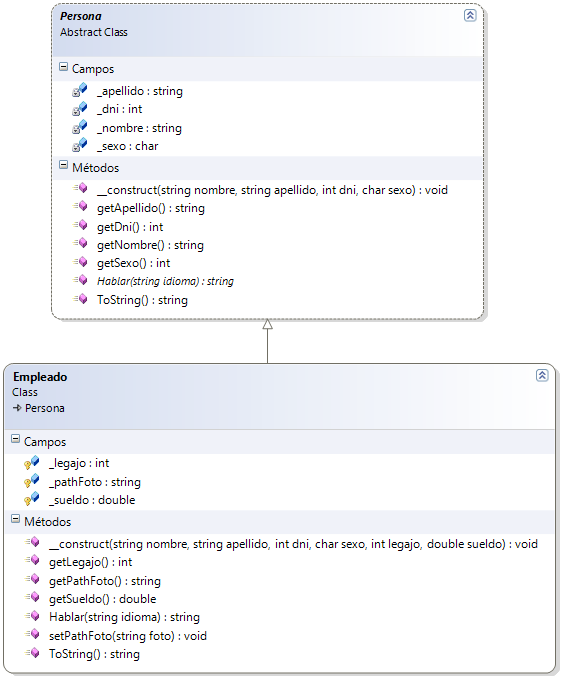 Persona
Abstract Class
Campos
_apellido : string
_dni : int
_nombre : string
_sexo : char
Métodos
__construct(string nombre, string apellido, int dni, char sexo) : void
getApellido() : string
getDni() : int
getNombre() : string
getSexo() : int
Hablar(string idioma) : string
ToString() : string
Empleado
Class
Persona
Campos
_legajo : int
_pathFoto : string
_sueldo : double
Métodos
__construct(string nombre, string apellido, int dni, char sexo, int legajo, double sueldo) : void
getLegajo() : int
getPathFoto() : string
getSueldo() : double
Hablar(string idioma) : string
setPathFoto(string foto) : void
ToString() : string